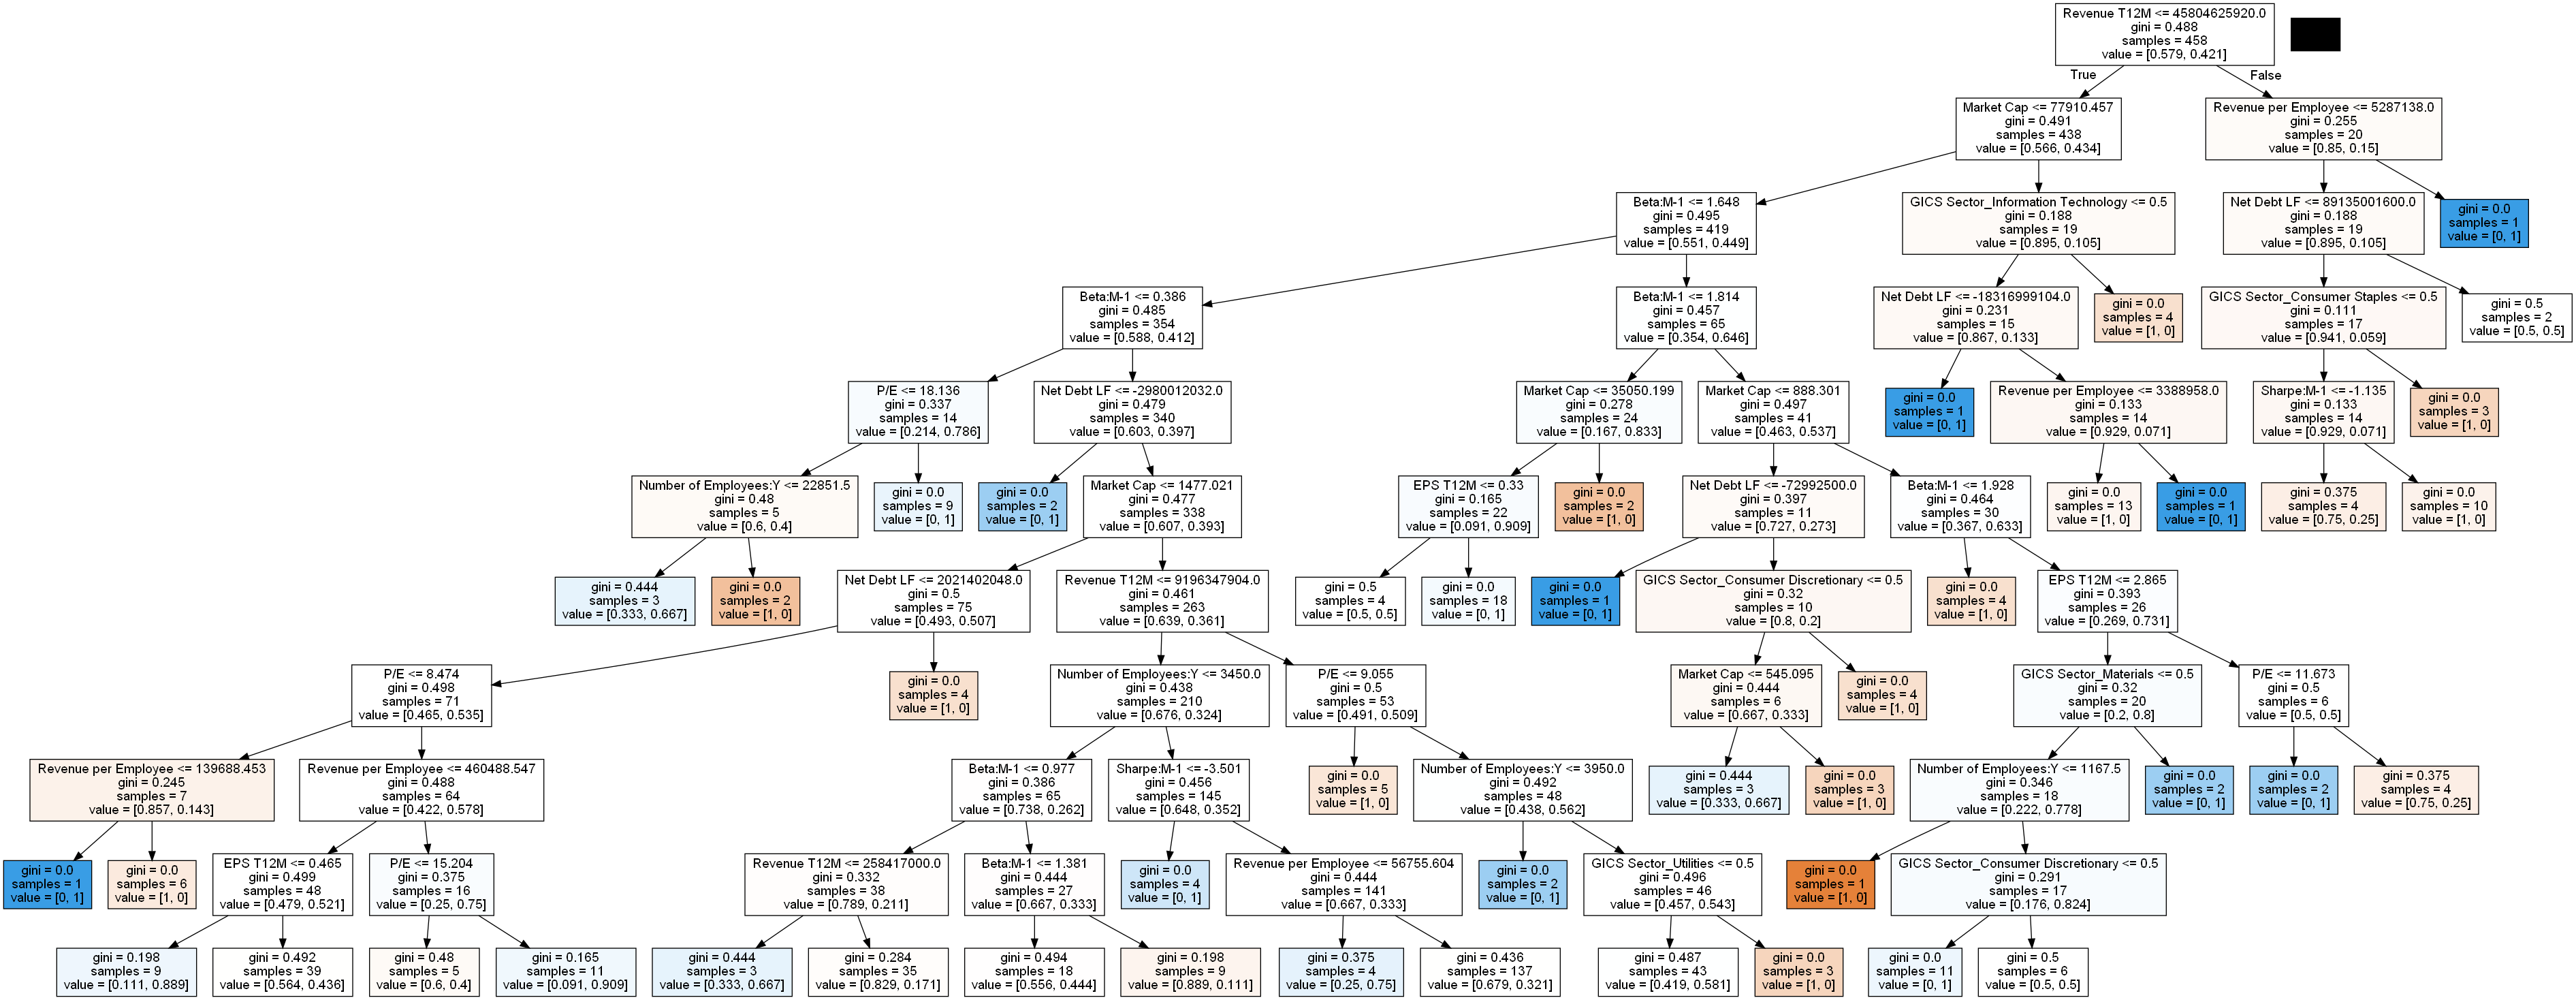 Revenue T12M <= 45804625920.0
gini = 0.488
samples = 458
value = [0.579, 0.421]
True
False
Market Cap <= 77910.457
gini = 0.491
samples = 438
value = [0.566, 0.434]
Revenue per Employee <= 5287138.0
gini = 0.255
samples = 20
value = [0.85, 0.15]
Beta:M-1 <= 1.648
gini = 0.495
samples = 419
value = [0.551, 0.449]
GICS Sector_Information Technology <= 0.5
gini = 0.188
samples = 19
value = [0.895, 0.105]
Net Debt LF <= 89135001600.0
gini = 0.188
samples = 19
value = [0.895, 0.105]
gini = 0.0
samples = 1
value = [0, 1]
Beta:M-1 <= 0.386
gini = 0.485
samples = 354
value = [0.588, 0.412]
Beta:M-1 <= 1.814
gini = 0.457
samples = 65
value = [0.354, 0.646]
Net Debt LF <= -18316999104.0
gini = 0.231
samples = 15
value = [0.867, 0.133]
gini = 0.0
samples = 4
value = [1, 0]
GICS Sector_Consumer Staples <= 0.5
gini = 0.111
samples = 17
value = [0.941, 0.059]
gini = 0.5
samples = 2
value = [0.5, 0.5]
P/E <= 18.136
gini = 0.337
samples = 14
value = [0.214, 0.786]
Net Debt LF <= -2980012032.0
gini = 0.479
samples = 340
value = [0.603, 0.397]
Market Cap <= 35050.199
gini = 0.278
samples = 24
value = [0.167, 0.833]
Market Cap <= 888.301
gini = 0.497
samples = 41
value = [0.463, 0.537]
gini = 0.0
samples = 1
value = [0, 1]
Revenue per Employee <= 3388958.0
gini = 0.133
samples = 14
value = [0.929, 0.071]
Sharpe:M-1 <= -1.135
gini = 0.133
samples = 14
value = [0.929, 0.071]
gini = 0.0
samples = 3
value = [1, 0]
Number of Employees:Y <= 22851.5
gini = 0.48
samples = 5
value = [0.6, 0.4]
gini = 0.0
samples = 9
value = [0, 1]
gini = 0.0
samples = 2
value = [0, 1]
Market Cap <= 1477.021
gini = 0.477
samples = 338
value = [0.607, 0.393]
EPS T12M <= 0.33
gini = 0.165
samples = 22
value = [0.091, 0.909]
gini = 0.0
samples = 2
value = [1, 0]
Net Debt LF <= -72992500.0
gini = 0.397
samples = 11
value = [0.727, 0.273]
Beta:M-1 <= 1.928
gini = 0.464
samples = 30
value = [0.367, 0.633]
gini = 0.0
samples = 13
value = [1, 0]
gini = 0.0
samples = 1
value = [0, 1]
gini = 0.375
samples = 4
value = [0.75, 0.25]
gini = 0.0
samples = 10
value = [1, 0]
gini = 0.444
samples = 3
value = [0.333, 0.667]
gini = 0.0
samples = 2
value = [1, 0]
Net Debt LF <= 2021402048.0
gini = 0.5
samples = 75
value = [0.493, 0.507]
Revenue T12M <= 9196347904.0
gini = 0.461
samples = 263
value = [0.639, 0.361]
gini = 0.5
samples = 4
value = [0.5, 0.5]
gini = 0.0
samples = 18
value = [0, 1]
gini = 0.0
samples = 1
value = [0, 1]
GICS Sector_Consumer Discretionary <= 0.5
gini = 0.32
samples = 10
value = [0.8, 0.2]
gini = 0.0
samples = 4
value = [1, 0]
EPS T12M <= 2.865
gini = 0.393
samples = 26
value = [0.269, 0.731]
P/E <= 8.474
gini = 0.498
samples = 71
value = [0.465, 0.535]
gini = 0.0
samples = 4
value = [1, 0]
Number of Employees:Y <= 3450.0
gini = 0.438
samples = 210
value = [0.676, 0.324]
P/E <= 9.055
gini = 0.5
samples = 53
value = [0.491, 0.509]
Market Cap <= 545.095
gini = 0.444
samples = 6
value = [0.667, 0.333]
gini = 0.0
samples = 4
value = [1, 0]
GICS Sector_Materials <= 0.5
gini = 0.32
samples = 20
value = [0.2, 0.8]
P/E <= 11.673
gini = 0.5
samples = 6
value = [0.5, 0.5]
Revenue per Employee <= 139688.453
gini = 0.245
samples = 7
value = [0.857, 0.143]
Revenue per Employee <= 460488.547
gini = 0.488
samples = 64
value = [0.422, 0.578]
Beta:M-1 <= 0.977
gini = 0.386
samples = 65
value = [0.738, 0.262]
Sharpe:M-1 <= -3.501
gini = 0.456
samples = 145
value = [0.648, 0.352]
gini = 0.0
samples = 5
value = [1, 0]
Number of Employees:Y <= 3950.0
gini = 0.492
samples = 48
value = [0.438, 0.562]
gini = 0.444
samples = 3
value = [0.333, 0.667]
gini = 0.0
samples = 3
value = [1, 0]
Number of Employees:Y <= 1167.5
gini = 0.346
samples = 18
value = [0.222, 0.778]
gini = 0.0
samples = 2
value = [0, 1]
gini = 0.0
samples = 2
value = [0, 1]
gini = 0.375
samples = 4
value = [0.75, 0.25]
gini = 0.0
samples = 1
value = [0, 1]
gini = 0.0
samples = 6
value = [1, 0]
EPS T12M <= 0.465
gini = 0.499
samples = 48
value = [0.479, 0.521]
P/E <= 15.204
gini = 0.375
samples = 16
value = [0.25, 0.75]
Revenue T12M <= 258417000.0
gini = 0.332
samples = 38
value = [0.789, 0.211]
Beta:M-1 <= 1.381
gini = 0.444
samples = 27
value = [0.667, 0.333]
gini = 0.0
samples = 4
value = [0, 1]
Revenue per Employee <= 56755.604
gini = 0.444
samples = 141
value = [0.667, 0.333]
gini = 0.0
samples = 2
value = [0, 1]
GICS Sector_Utilities <= 0.5
gini = 0.496
samples = 46
value = [0.457, 0.543]
gini = 0.0
samples = 1
value = [1, 0]
GICS Sector_Consumer Discretionary <= 0.5
gini = 0.291
samples = 17
value = [0.176, 0.824]
gini = 0.198
samples = 9
value = [0.111, 0.889]
gini = 0.492
samples = 39
value = [0.564, 0.436]
gini = 0.48
samples = 5
value = [0.6, 0.4]
gini = 0.165
samples = 11
value = [0.091, 0.909]
gini = 0.444
samples = 3
value = [0.333, 0.667]
gini = 0.284
samples = 35
value = [0.829, 0.171]
gini = 0.494
samples = 18
value = [0.556, 0.444]
gini = 0.198
samples = 9
value = [0.889, 0.111]
gini = 0.375
samples = 4
value = [0.25, 0.75]
gini = 0.436
samples = 137
value = [0.679, 0.321]
gini = 0.487
samples = 43
value = [0.419, 0.581]
gini = 0.0
samples = 3
value = [1, 0]
gini = 0.0
samples = 11
value = [0, 1]
gini = 0.5
samples = 6
value = [0.5, 0.5]